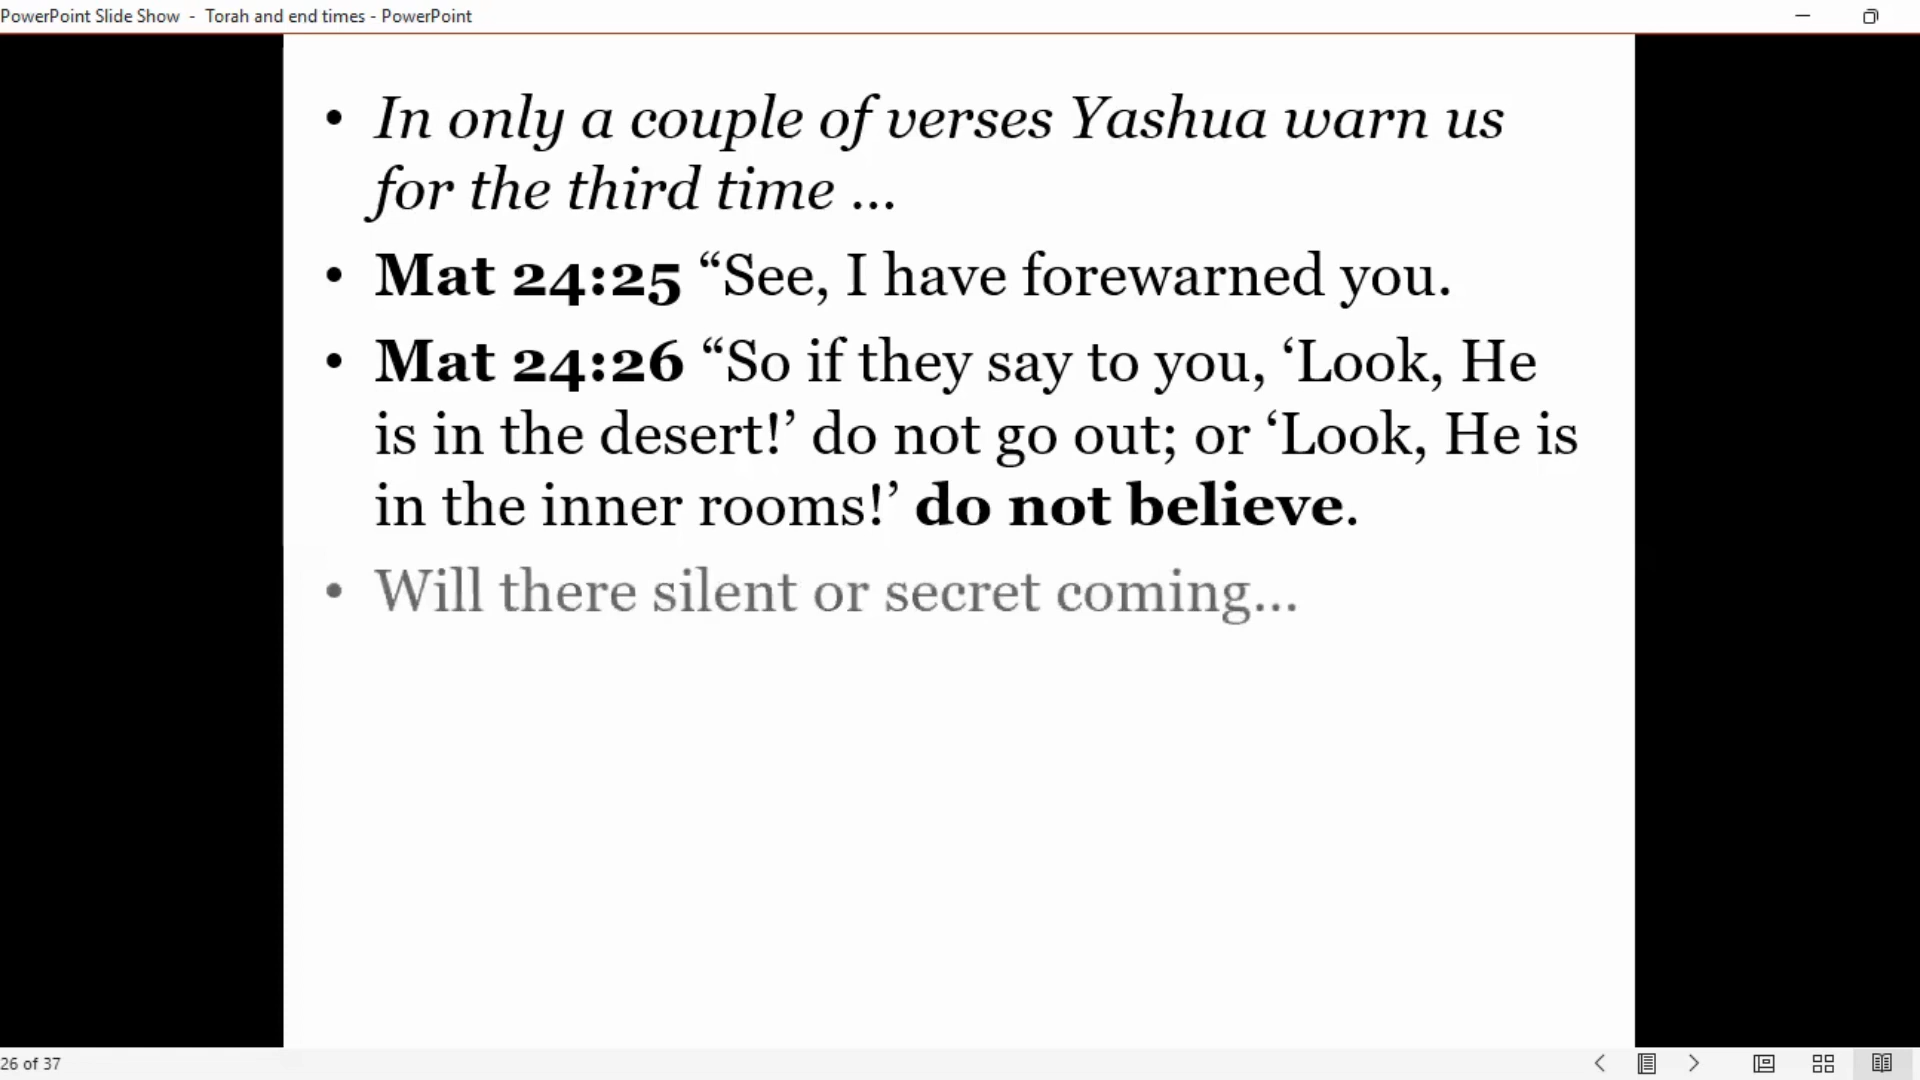 PowerPoint Slide Show - Torah and end times - PowerPoint
• In only a couple of verses Yashua warn us
for the third time ...
• Mat 24:25 “See, I have forewarned you.
• Mat 24:26 “So if they say to you, ‘Look, He
is in the desert!’ do not go out; or ‘Look, He is
in the inner rooms!’ do not believe.
• Will there silent or secret coming...
26 of 37